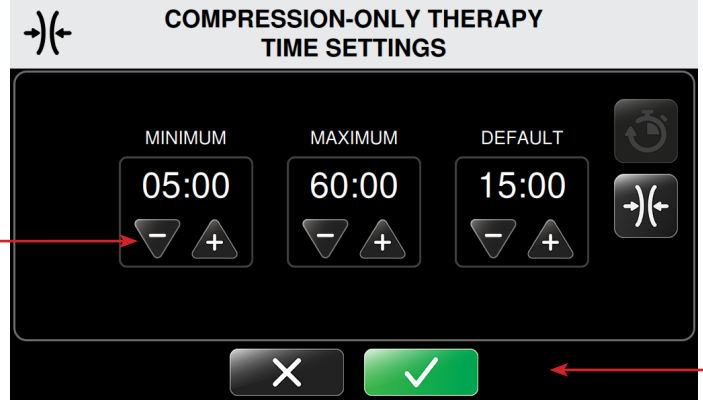 COMPRESSION-ONLY THERAPY
TIME SETTINGS
MINIMUM MAXIMUM DEFAULT
05:00 60:00 15:00
− + − + − +